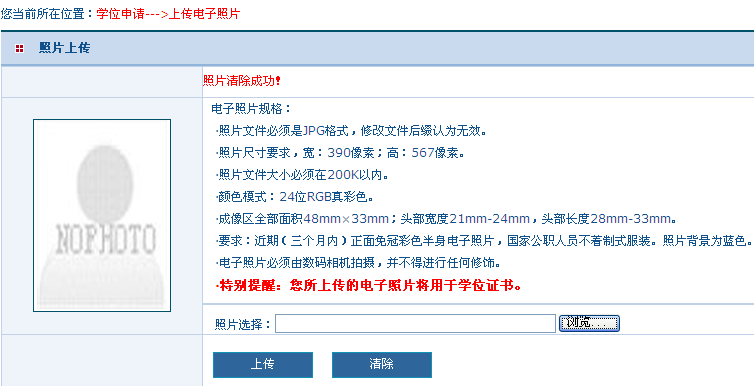 您当前所在位置：学位申请--->上传电子照片
照片上传
照片清除成功！
电子照片规格：
·照片文件必须是JPG格式，修改文件后缀认为无效。
·照片尺寸要求，宽：390像素；高：567像素。
·照片文件大小必须在200K以内。
·颜色模式：24位RGB真彩色。
·成像区全部面积48mm×33mm；头部宽度21mm-24mm，头部长度28mm-33mm。
·要求：近期（三个月内）正面免冠彩色半身电子照片，国家公职人员不着制式服装。照片背景为蓝色。
·电子照片必须由数码相机拍摄，并不得进行任何修饰。
·特别提醒：您所上传的电子照片将用于学位证书。
NOPHOTO
照片选择：
浏览...
上传
清除